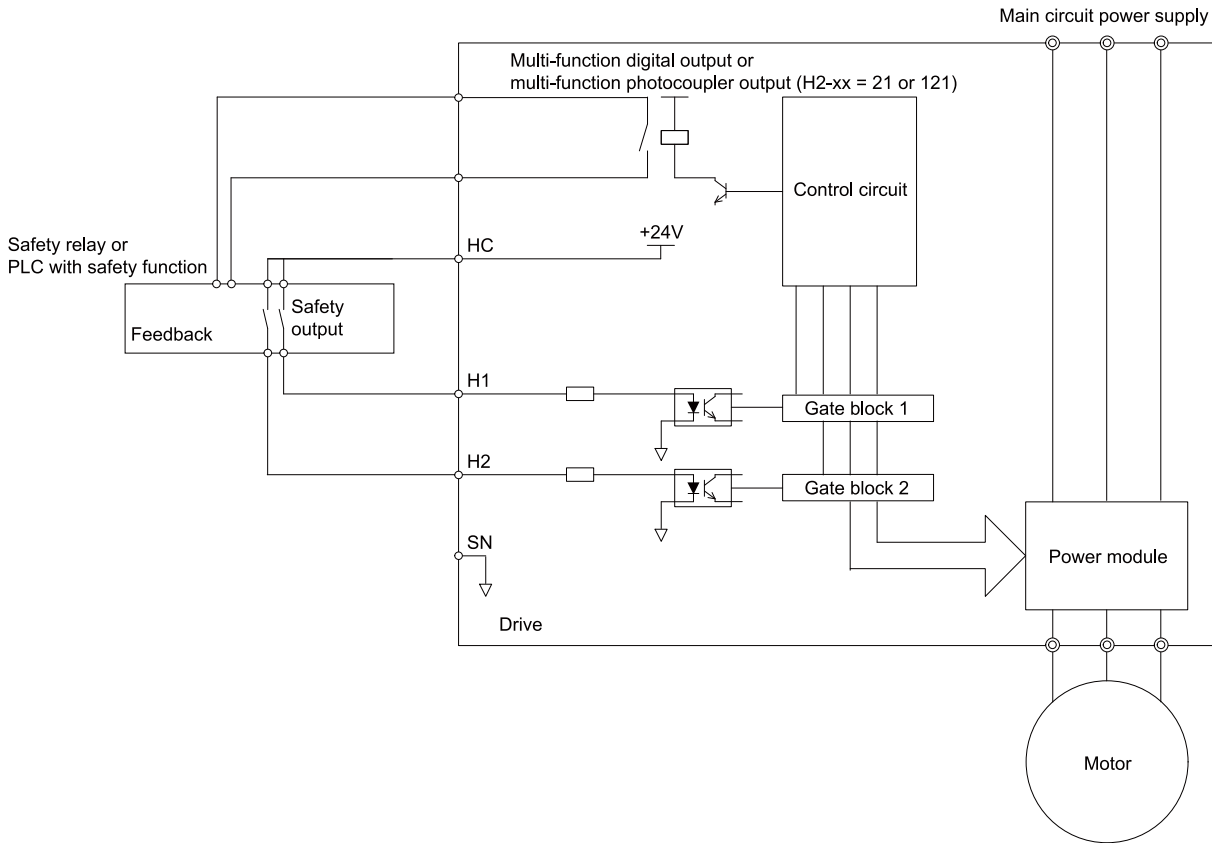 Main circuit power supply
Multi-function digital output or
multi-function photocoupler output (H2-xx = 21 or 121)
Control circuit
+24V
Safety relay or
PLC with safety function
HC
Safety
output
Feedback
H1
Gate block 1
H2
Gate block 2
SN
Power module
Drive
Motor